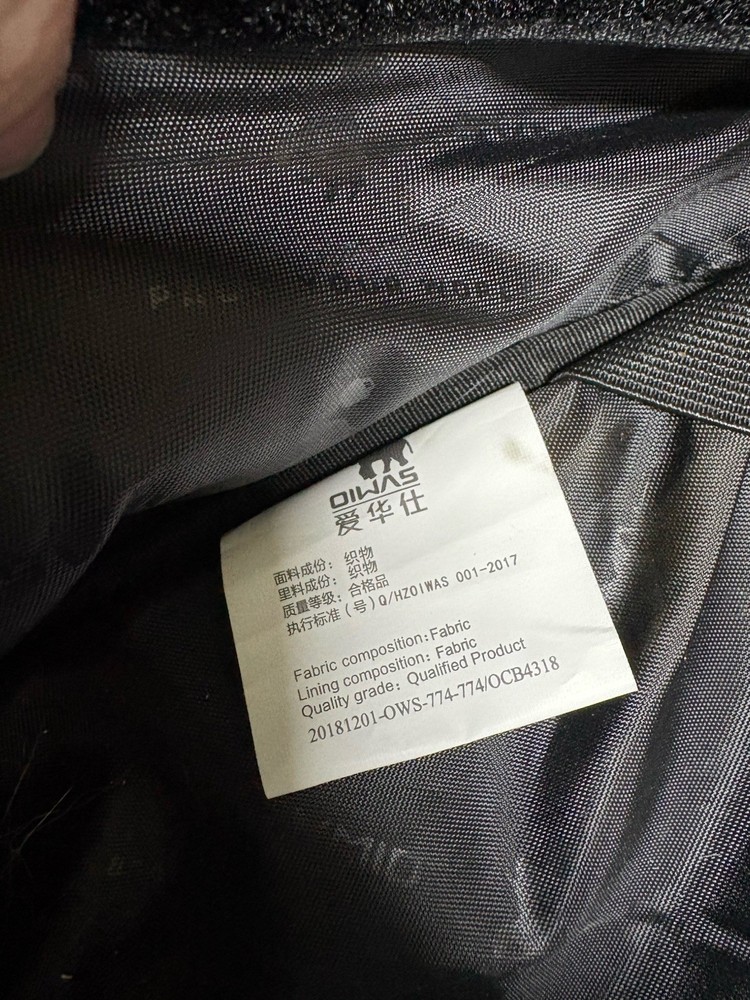 OIWAS
爱华仕
面料成份：织物
里料成份：织物
质量等级：合格品
执行标准（号）Q/HZOIWAS 001-2017
Fabric composition：Fabric
Lining composition：Fabric
Quality grade：Qualified Product
20181201-OWS-774-774/OCB4318